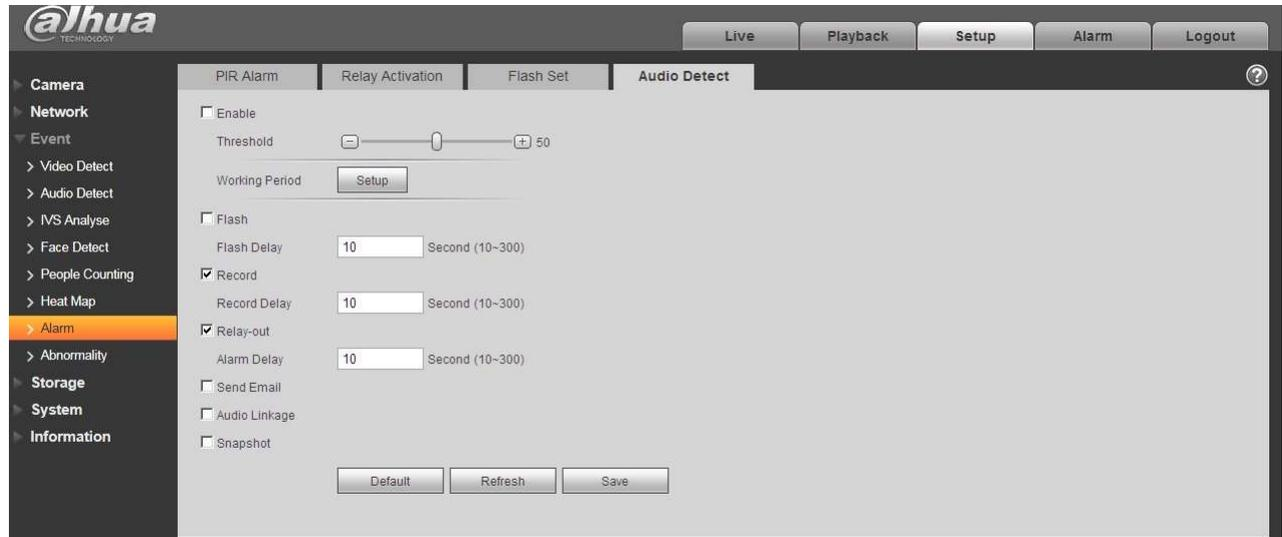 alhua
TECHNOLOGY
Live Playback Setup Alarm Logout
PIR Alarm Relay Activation Flash Set Audio Detect ?
Camera
Network
Event
> Video Detect
> Audio Detect
> IVS Analyse
> Face Detect
> People Counting
> Heat Map
> Alarm
> Abnormality
Storage
System
Information
Enable
Threshold - + 50
Working Period Setup
Flash
Flash Delay 10 Second (10~300)
Record
Record Delay 10 Second (10~300)
Relay-out
Alarm Delay 10 Second (10~300)
Send Email
Audio Linkage
Snapshot
Default Refresh Save